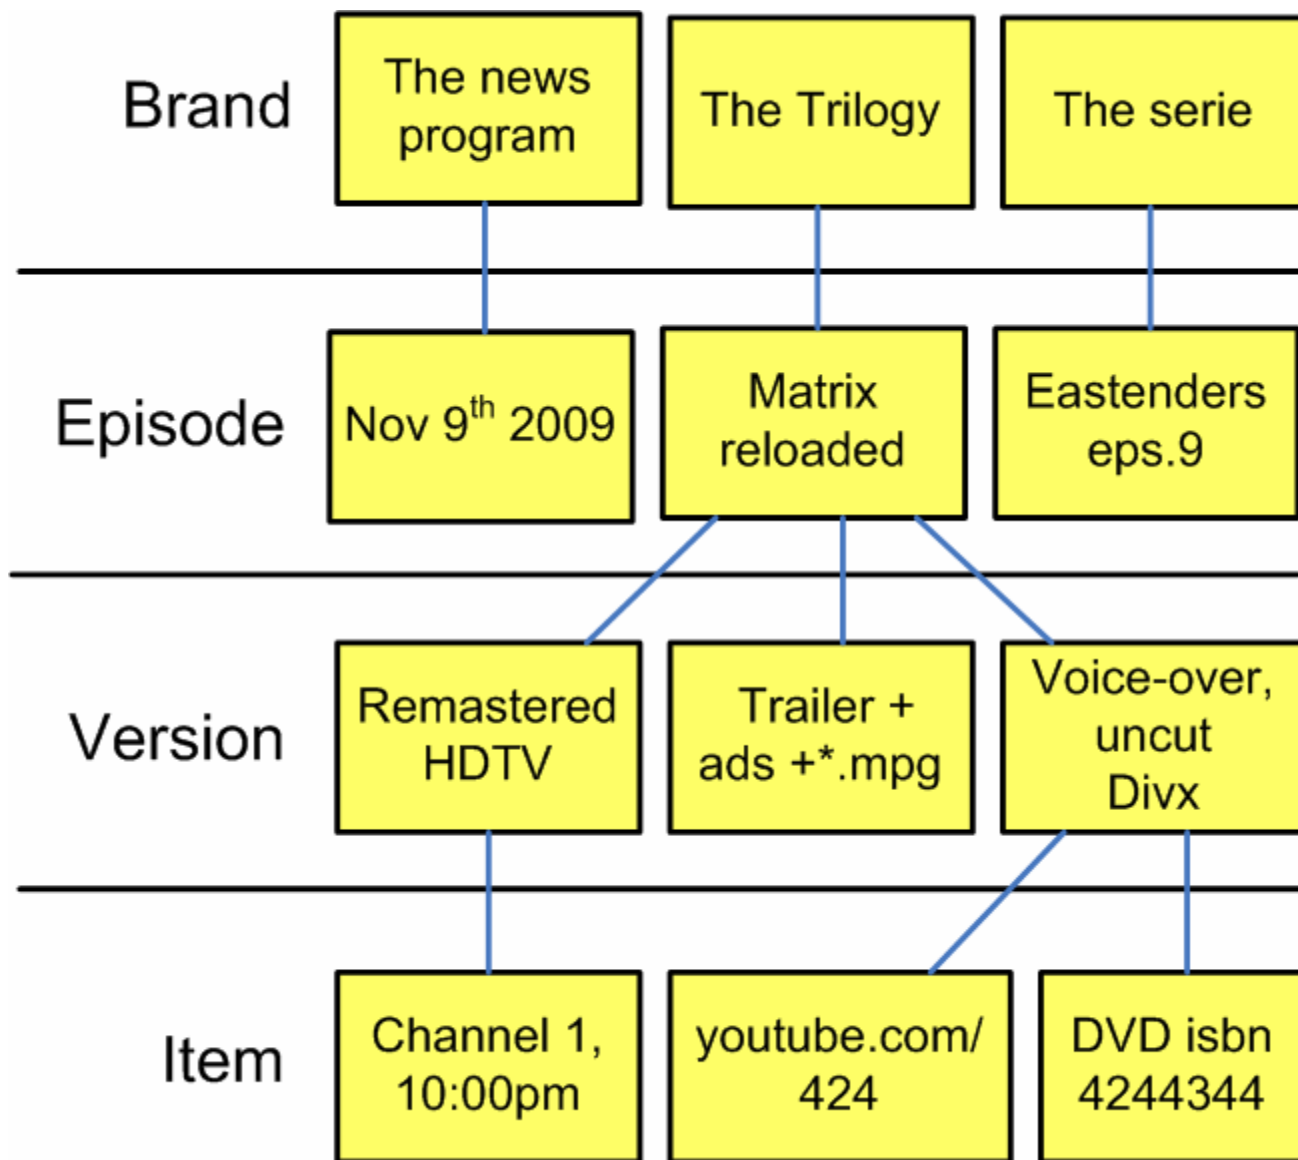 Brand
The news
program
The Trilogy
The serie
Episode
Nov 9th 2009
Matrix
reloaded
Eastenders
eps.9
Version
Remastered
HDTV
Trailer +
ads +*.mpg
Voice-over,
uncut
Divx
Item
Channel 1,
10:00pm
youtube.com/
424
DVD isbn
4244344